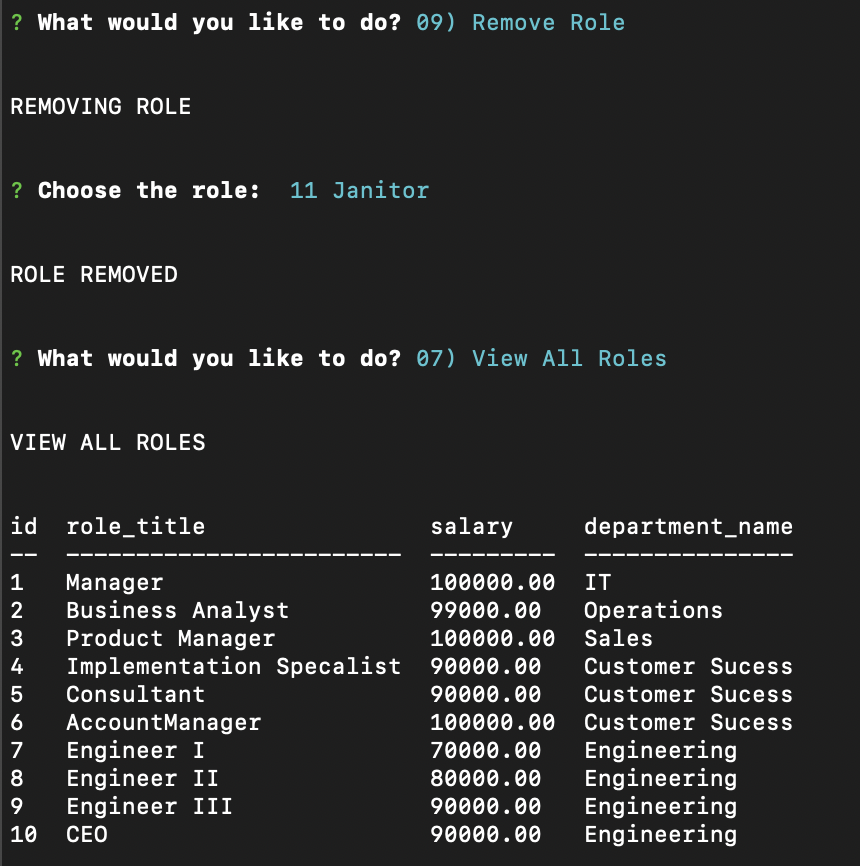 ? What would you like to do? 09) Remove Role
REMOVING ROLE
? Choose the role:  11 Janitor
ROLE REMOVED
? What would you like to do? 07) View All Roles
VIEW ALL ROLES
id  role_title                salary     department_name
--  ------------------------  ---------  ---------------
1   Manager                   100000.00  IT
2   Business Analyst          99000.00   Operations
3   Product Manager           100000.00  Sales
4   Implementation Specalist  90000.00   Customer Sucess
5   Consultant                90000.00   Customer Sucess
6   AccountManager            100000.00  Customer Sucess
7   Engineer I                70000.00   Engineering
8   Engineer II               80000.00   Engineering
9   Engineer III              90000.00   Engineering
10  CEO                       90000.00   Engineering